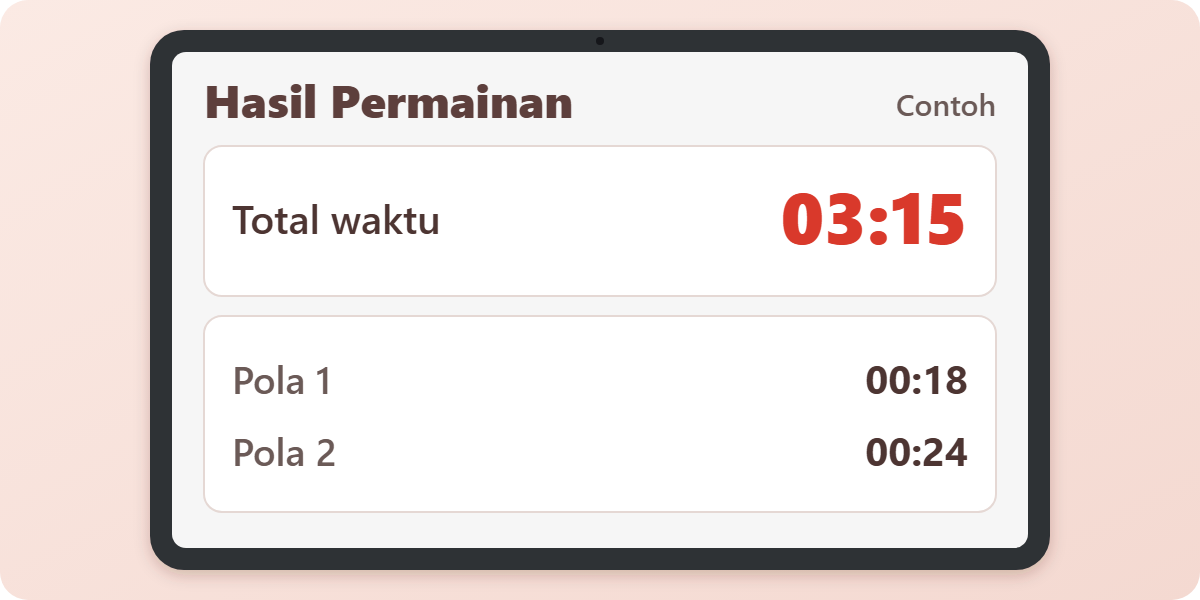 Hasil Permainan
Contoh
Total waktu
03:15
Pola 1
00:18
Pola 2
00:24